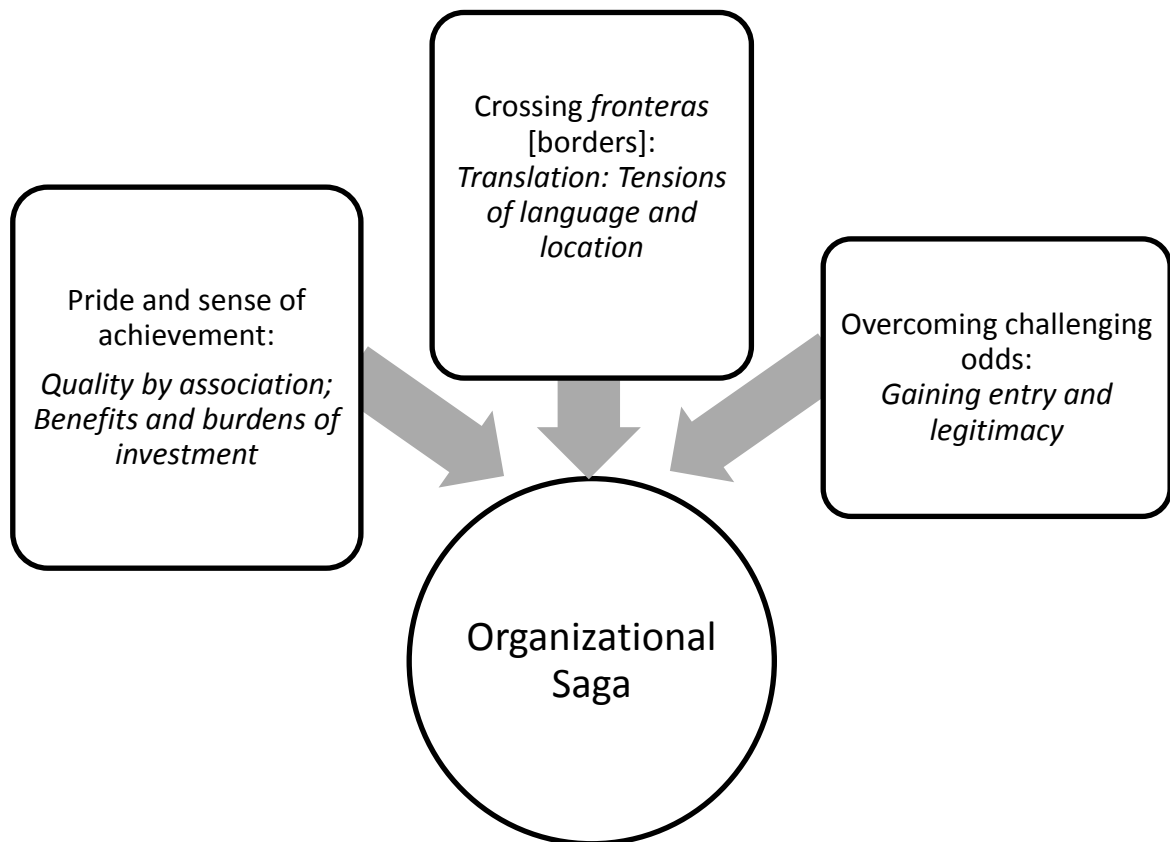 Pride and sense of
achievement:
Quality by association;
Benefits and burdens of
investment
Crossing fronteras
[borders]:
Translation: Tensions
of language and
location
Overcoming challenging
odds:
Gaining entry and
legitimacy
Organizational
Saga